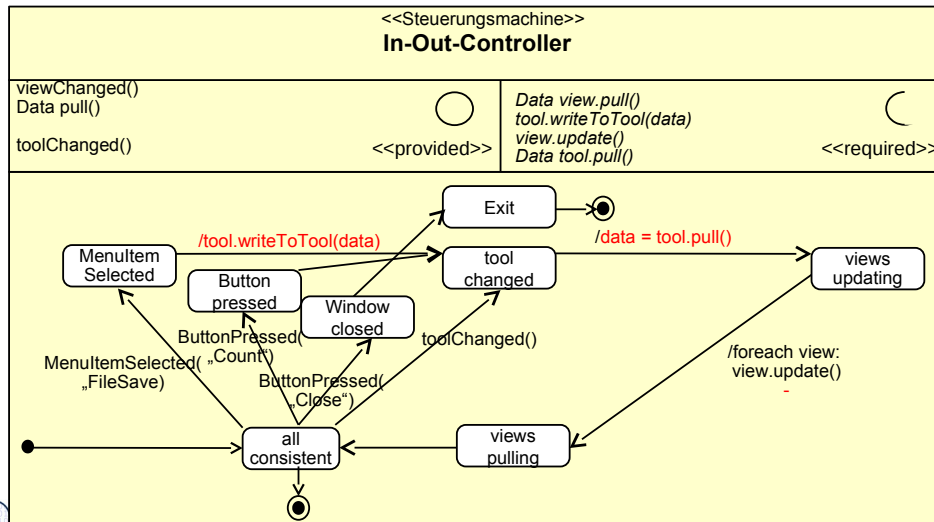 <<Steuerungsmachine>>
In-Out-Controller
viewChanged()
Data pull()
toolChanged()
<<provided>>
Data view.pull()
tool.writeToTool(data)
view.update()
Data tool.pull()
<<required>>
Exit
/tool.writeToTool(data)
/data = tool.pull()
MenuItem
Selected
Button
pressed
tool
changed
views
updating
Window
closed
ButtonPressed(
„Count“)
toolChanged()
MenuItemSelected(
„FileSave)
ButtonPressed(
„Close“)
/foreach view:
view.update()
-
all
consistent
views
pulling